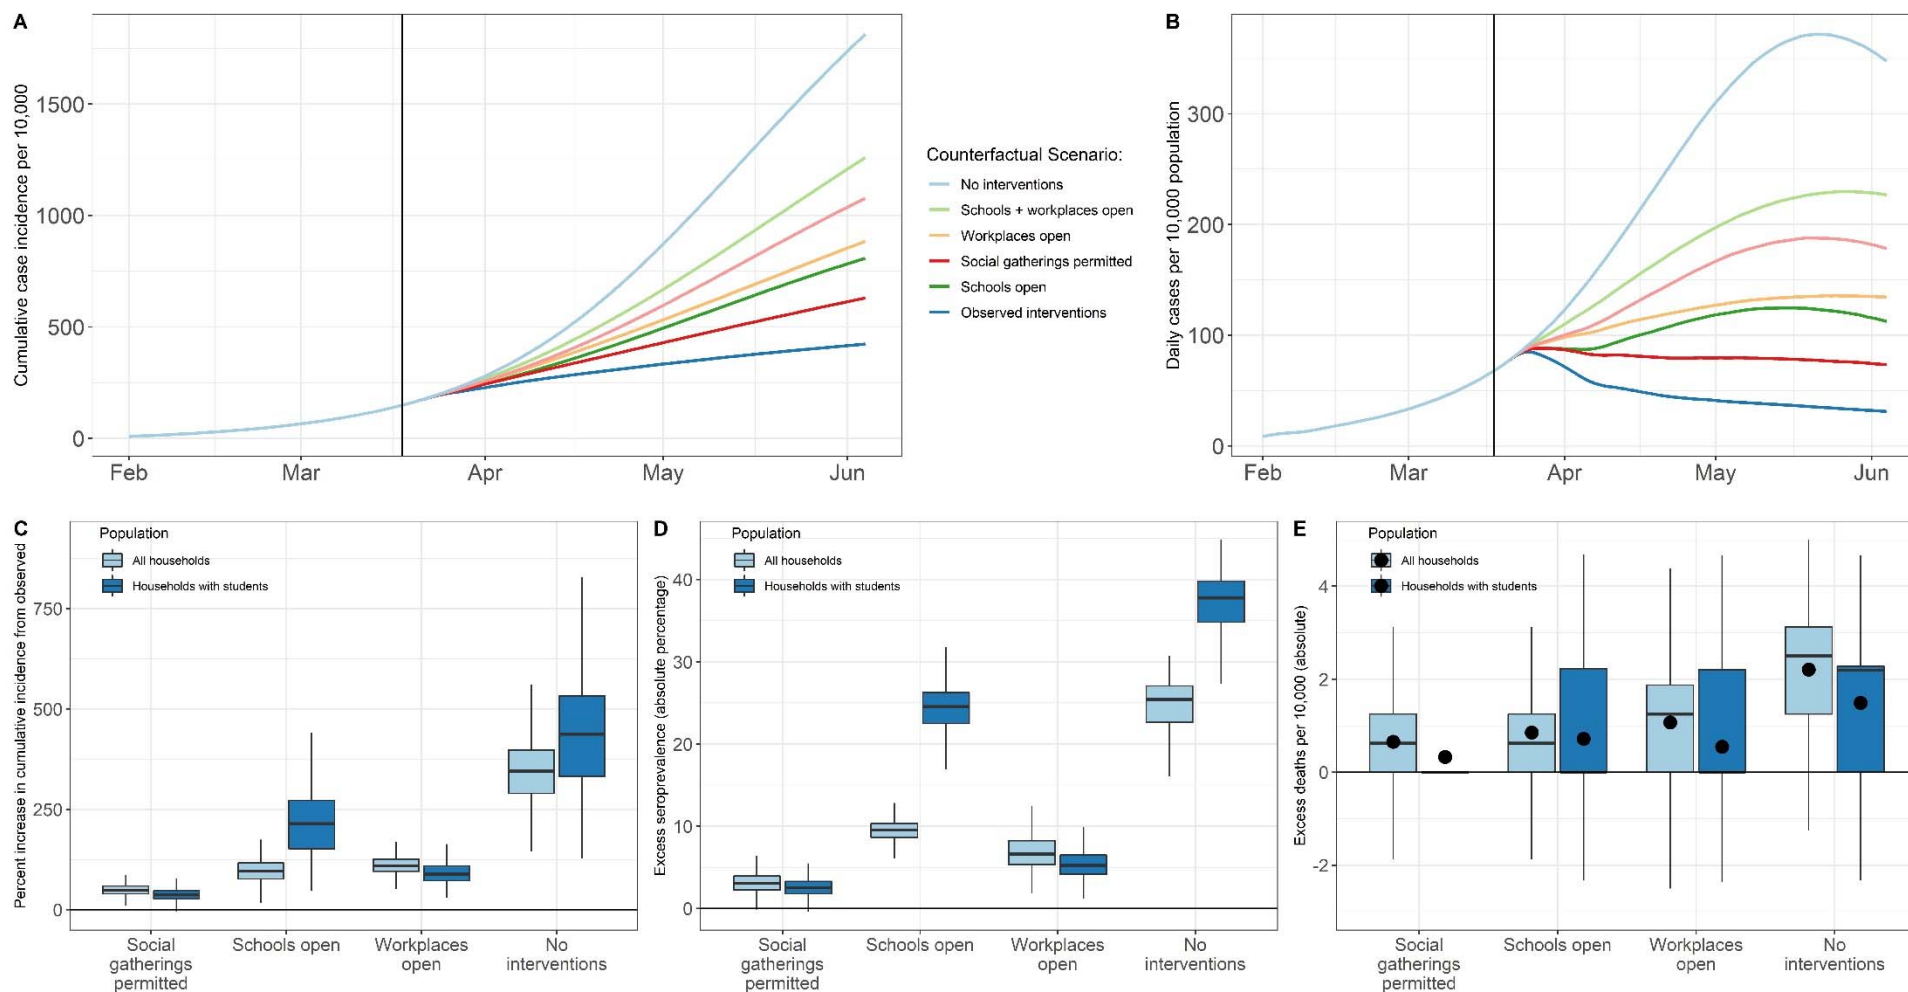 A
Cumulative case incidence per 10,000
1500
1000
500
0
Feb
Mar
Apr
May
Jun
Counterfactual Scenario:
No interventions
Schools + workplaces open
Workplaces open
Social gatherings permitted
Schools open
Observed interventions
B
Daily cases per 10,000 population
300
200
100
0
Feb
Mar
Apr
May
Jun
C
Percent increase in cumulative incidence from observed
Population
All households
Households with students
750
500
250
0
Social
gatherings
permitted
Schools open
Workplaces
open
No
interventions
D
Excess seroprevalence (absolute percentage)
Population
All households
Households with students
40
30
20
10
0
Social
gatherings
permitted
Schools open
Workplaces
open
No
interventions
E
Excess deaths per 10,000 (absolute)
Population
All households
Households with students
4
2
0
-2
Social
gatherings
permitted
Schools open
Workplaces
open
No
interventions